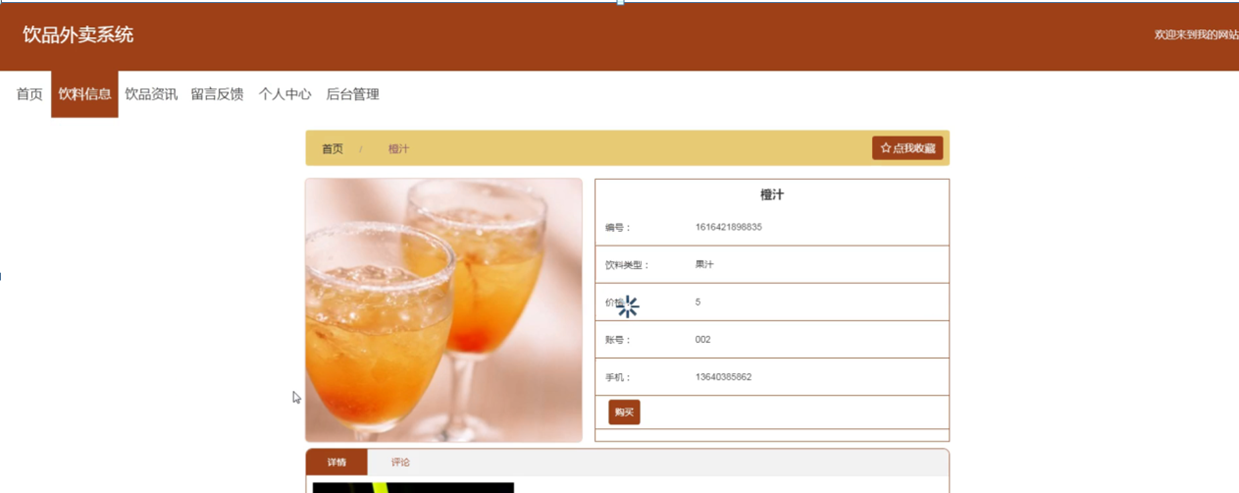 饮品外卖系统
欢迎来到我的网站
首页 饮料信息 饮品资讯 留言反馈 个人中心 后台管理
首页 / 橙汁 ☆点我收藏
橙汁
编号： 1616421898835
饮料类型： 果汁
价格： 5
账号： 002
手机： 13640385862
购买
详情 评论